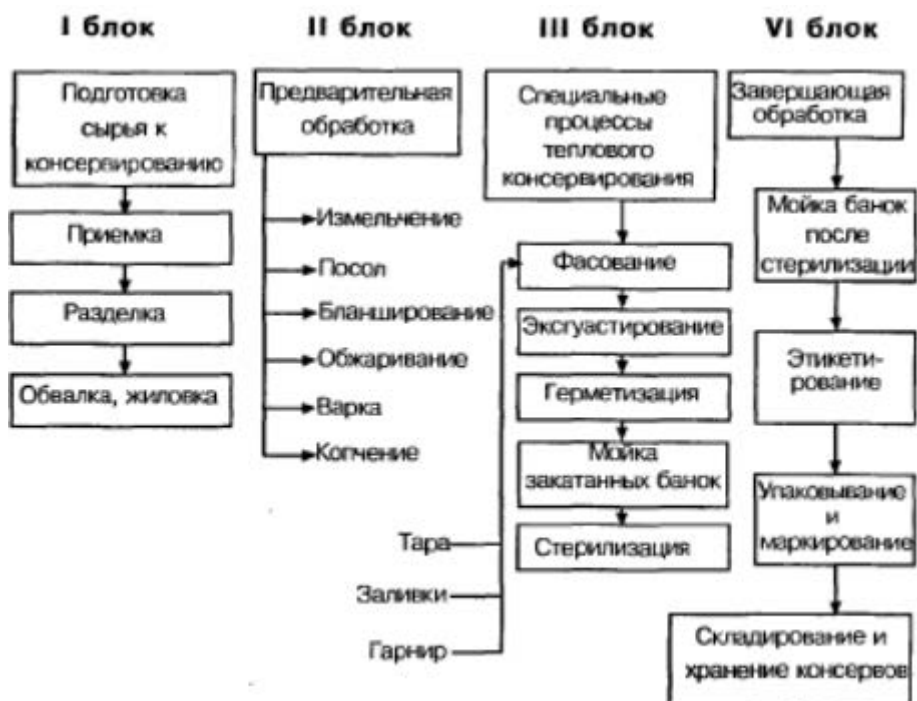 I блок
Подготовка
сырья к
консервированию
Приемка
Разделка
Обвалка, жиловка
II блок
Предварительная
обработка
Измельчение
Посол
Бланширование
Обжаривание
Варка
Копчение
Тара
Заливки
Гарнир
III блок
Специальные
процессы
теплового
консервирования
Фасование
Эксгуастирование
Герметизация
Мойка
закатанных банок
Стерилизация
VI блок
Завершающая
обработка
Мойка банок
после
стерилизации
Этикети-
рование
Упаковывание
и
маркирование
Складирование и
хранение консервов